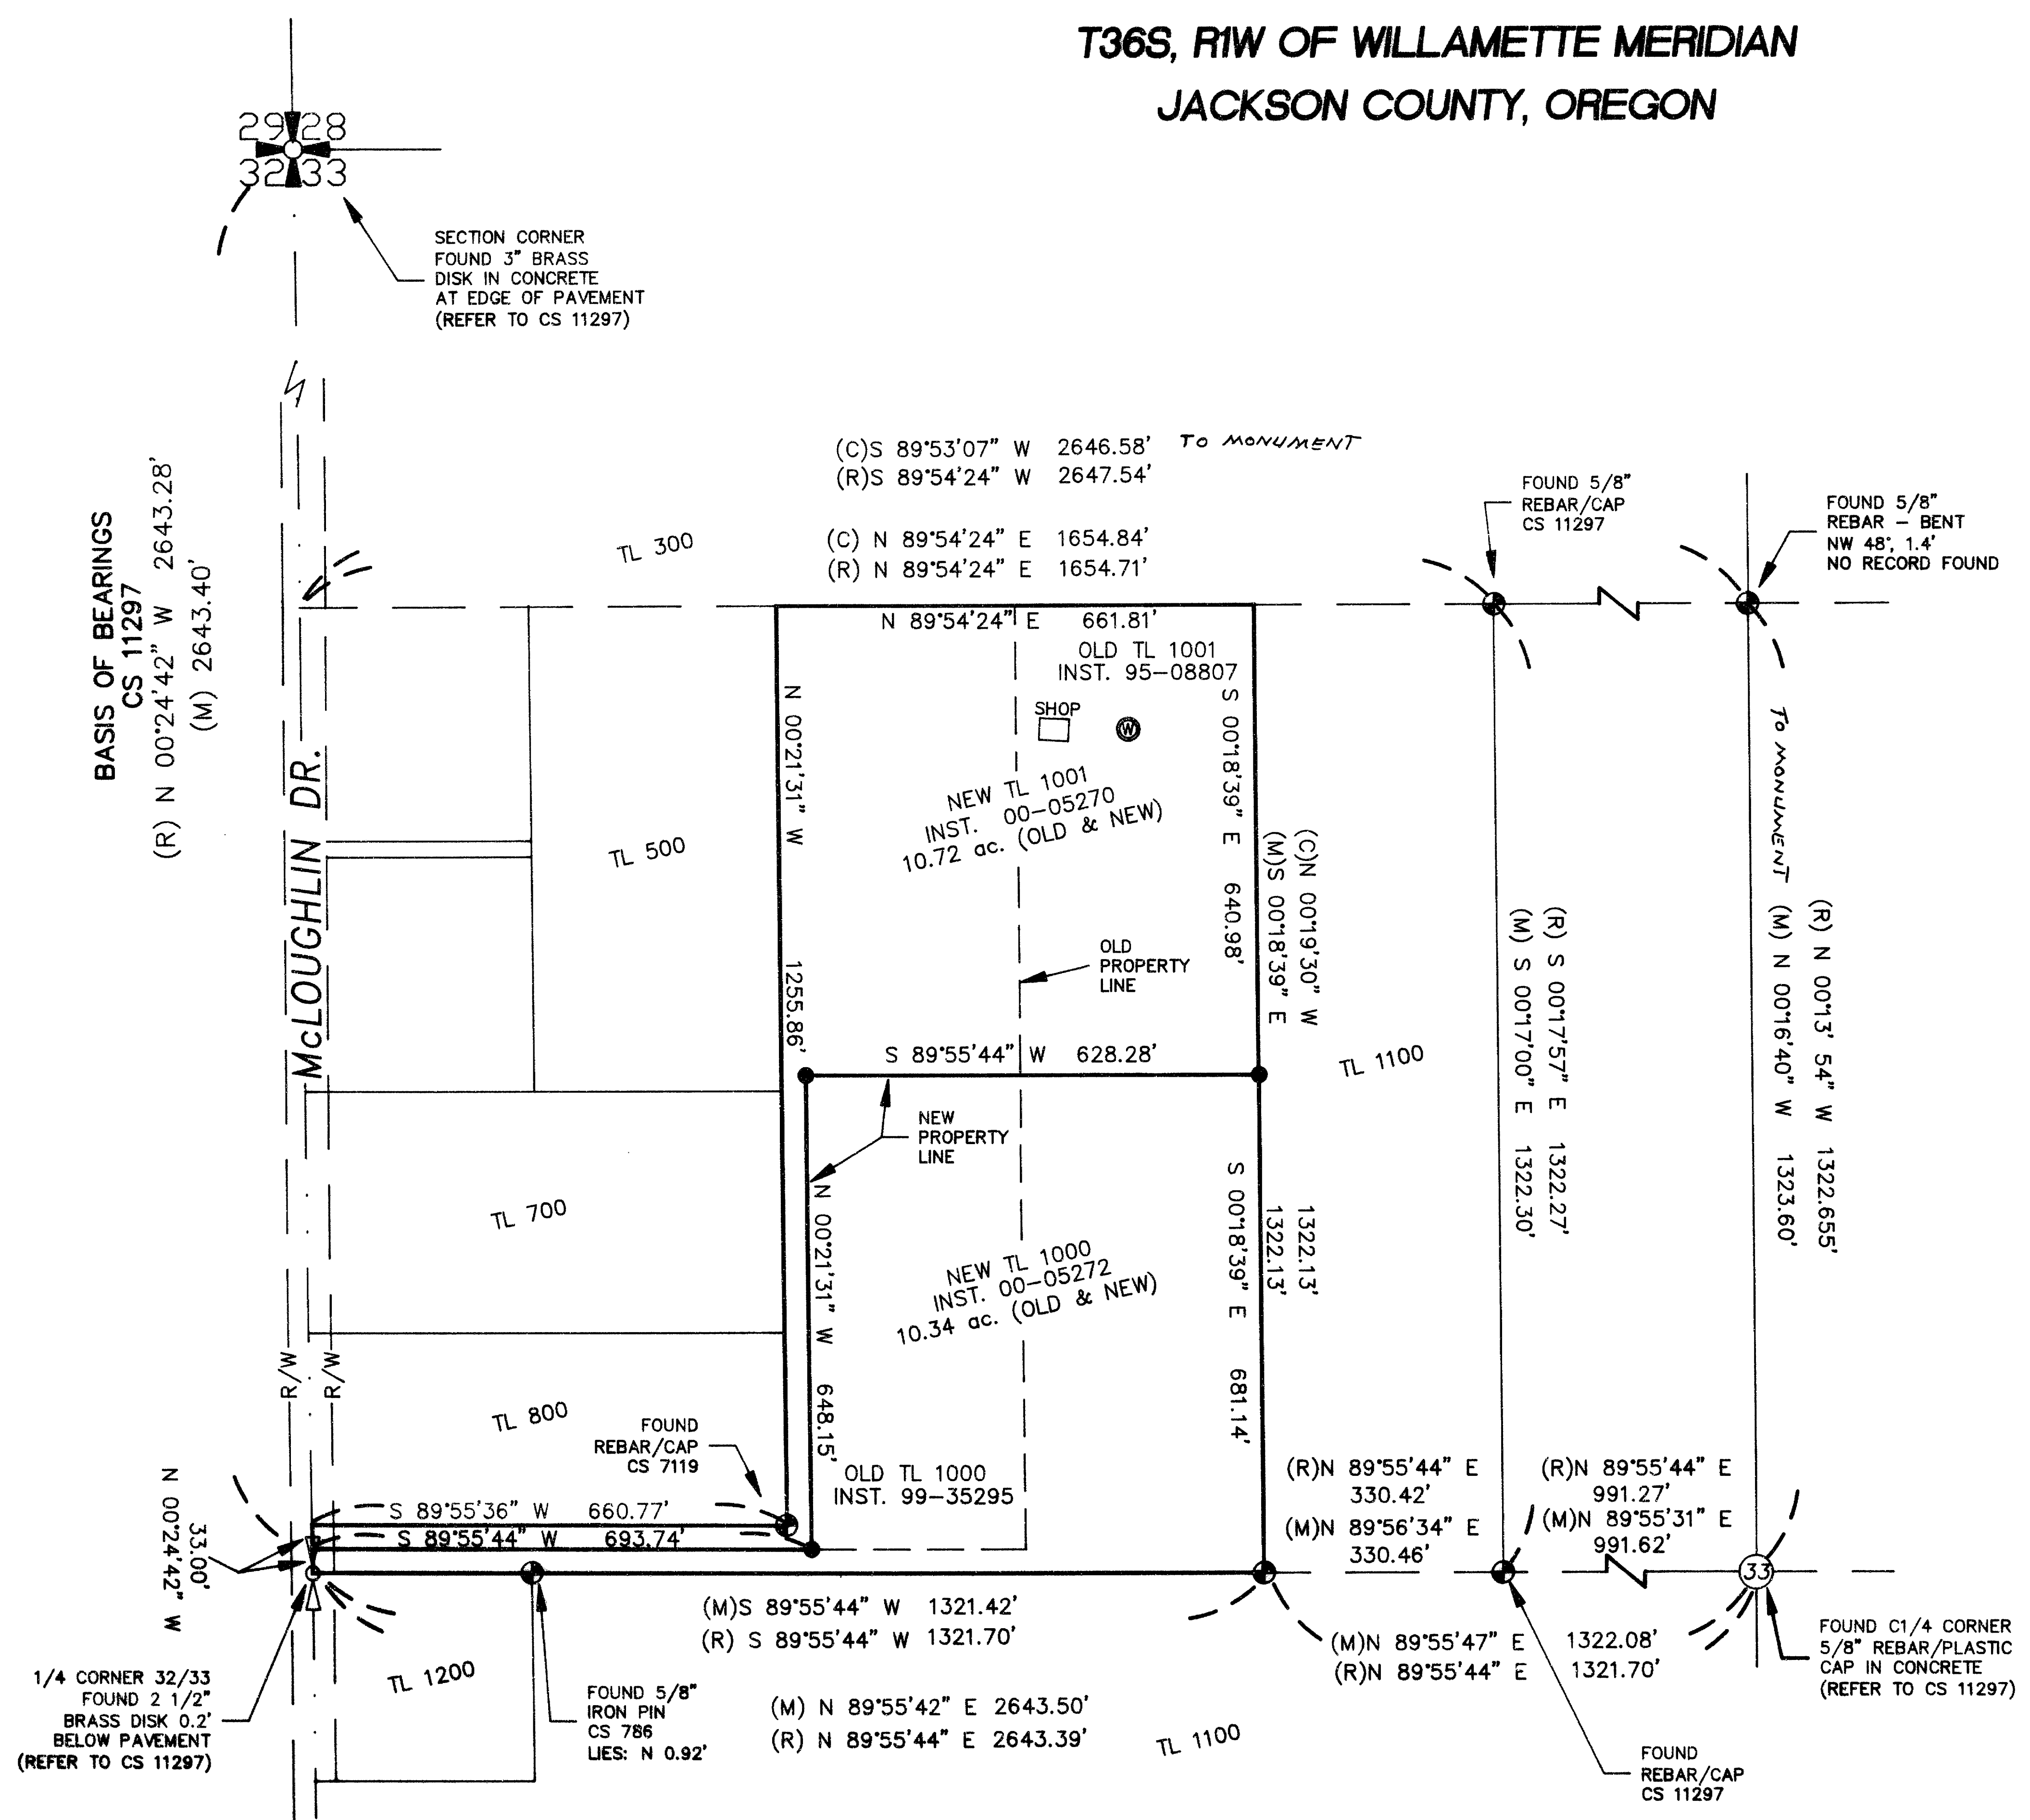 T36S, R1W OF WILLAMETTE MERIDIAN
JACKSON COUNTY, OREGON
29 28
32 33
SECTION CORNER
FOUND 3" BRASS
DISK IN CONCRETE
AT EDGE OF PAVEMENT
(REFER TO CS 11297)
BASIS OF BEARINGS
CS 11297
(R) N 00°24'42" W 2643.28'
(M) 2643.40'
(C)S 89°53'07" W 2646.58' TO MONUMENT
(R)S 89°54'24" W 2647.54'
(C) N 89°54'24" E 1654.84'
(R) N 89°54'24" E 1654.71'
TL 300
FOUND 5/8"
REBAR/CAP
CS 11297
FOUND 5/8"
REBAR – BENT
NW 48°, 1.4'
NO RECORD FOUND
N 89°54'24" E 661.81'
OLD TL 1001
INST. 95-08807
SHOP
W
NEW TL 1001
INST. 00-05270
10.72 ac. (OLD & NEW)
N 00°21'31" W 1255.86'
S 00°18'39" E 640.98'
(C)N 00°19'30" W 1322.13'
(M)S 00°18'39" E 1322.13'
TL 500
McLOUGHLIN DR.
OLD
PROPERTY
LINE
TO MONUMENT
(R) S 00°17'57" E 1322.27'
(M) S 00°17'00" E 1322.30'
(R) N 00°13' 54" W 1322.655'
(M) N 00°16'40" W 1323.60'
S 89°55'44" W 628.28'
TL 1100
NEW
PROPERTY
LINE
TL 700
N 00°21'31" W 648.15'
NEW TL 1000
INST. 00-05272
10.34 ac. (OLD & NEW)
S 00°18'39" E 681.14'
R/W
R/W
TL 800
FOUND
REBAR/CAP
CS 7119
OLD TL 1000
INST. 99-35295
S 89°55'36" W 660.77'
S 89°55'44" W 693.74'
33.00'
N 00°24'42" W
(R)N 89°55'44" E
330.42'
(M)N 89°56'34" E
330.46'
(R)N 89°55'44" E
991.27'
(M)N 89°55'31" E
991.62'
33
(M)S 89°55'44" W 1321.42'
(R) S 89°55'44" W 1321.70'
(M)N 89°55'47" E 1322.08'
(R)N 89°55'44" E 1321.70'
FOUND C1/4 CORNER
5/8" REBAR/PLASTIC
CAP IN CONCRETE
(REFER TO CS 11297)
1/4 CORNER 32/33
FOUND 2 1/2"
BRASS DISK 0.2'
BELOW PAVEMENT
(REFER TO CS 11297)
TL 1200
FOUND 5/8"
IRON PIN
CS 786
LIES: N 0.92'
(M) N 89°55'42" E 2643.50'
(R) N 89°55'44" E 2643.39'
TL 1100
FOUND
REBAR/CAP
CS 11297